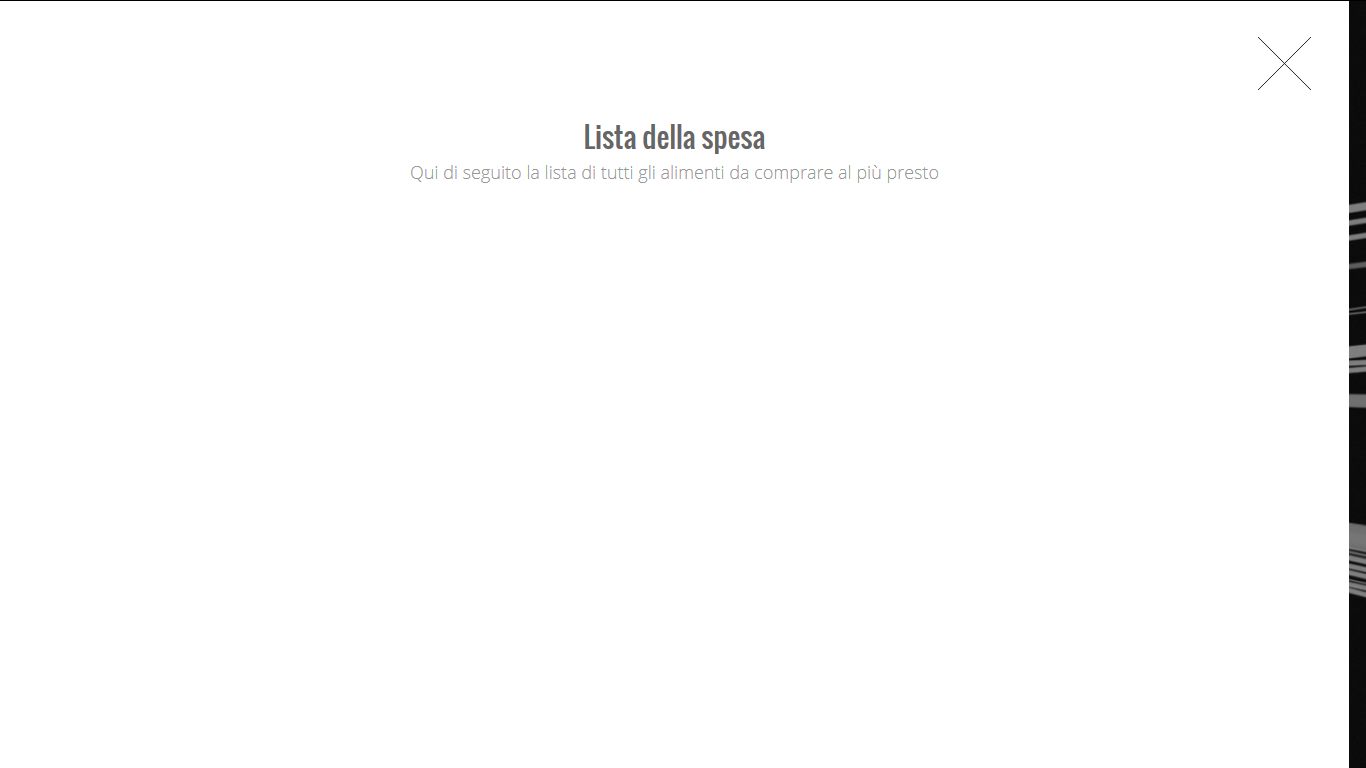 Lista della spesa
Qui di seguito la lista di tutti gli alimenti da comprare al più presto